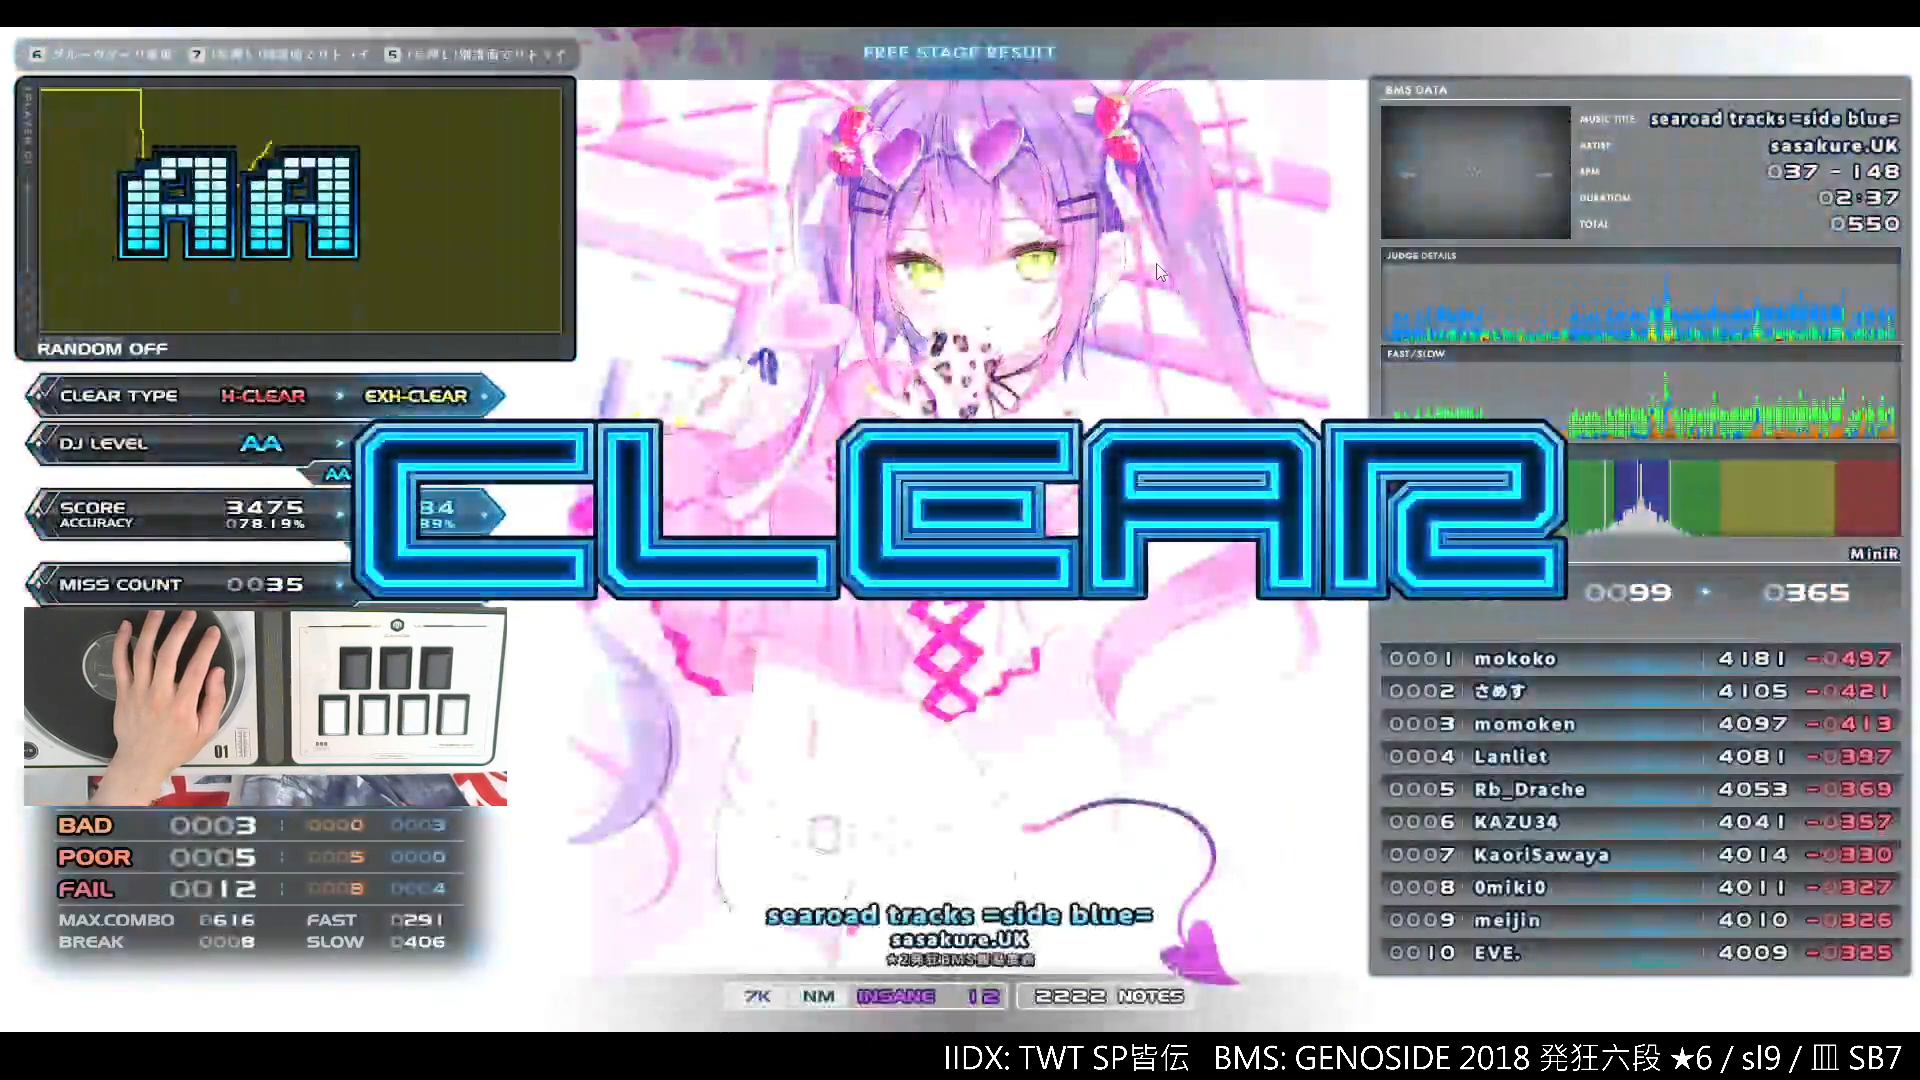 FREE STAGE RESULT
AA
RANDOM OFF
CLEAR TYPE H-CLEAR EXH-CLEAR
DJ LEVEL AA
AA
SCORE 3475
ACCURACY 078.19%
MISS COUNT 0035
CLEAR
01
BAD 0003 0000 0003
POOR 0005 0005 0000
FAIL 0012 0008 0004
MAX.COMBO 0616 FAST 0291
BREAK 0008 SLOW 0406
searoad tracks =side blue=
sasakure.UK
7K NM INSANE 12 2222 NOTES
BMS DATA
MUSIC TITLE searoad tracks =side blue=
ARTIST sasakure.UK
BPM 037 - 148
DURATION 02:37
TOTAL 0550
JUDGE DETAILS
FAST/SLOW
MiniR
0099 0365
0001 mokoko 4181 -0497
0002 さめす 4105 -0421
0003 momoken 4097 -0413
0004 Lanliet 4081 -0397
0005 Rb_Drache 4053 -0369
0006 KAZU34 4041 -0357
0007 KaoriSawaya 4014 -0330
0008 0miki0 4011 -0327
0009 meijin 4010 -0326
0010 EVE. 4009 -0325
IIDX: TWT SP皆伝 BMS: GENOSIDE 2018 発狂六段 ★6 / sl9 / 皿 SB7